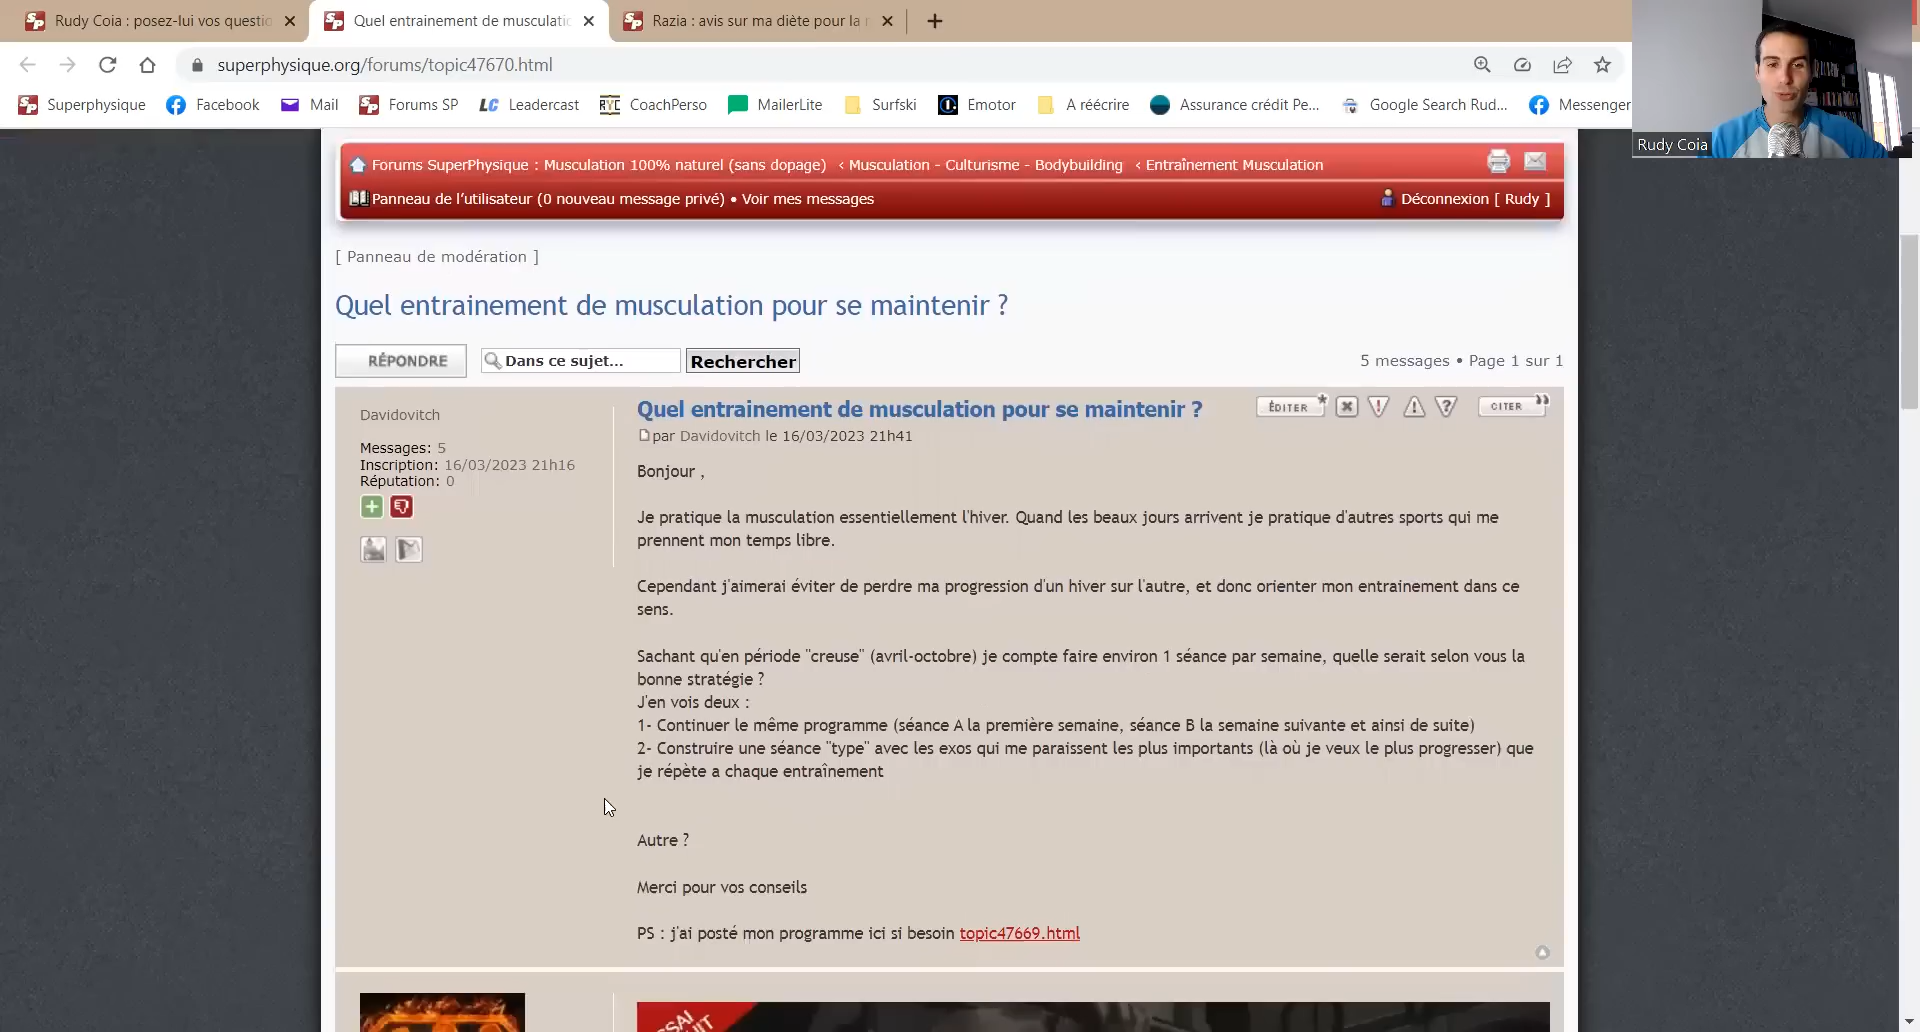 Rudy Coia : posez-lui vos questio
Quel entrainement de musculatio
Razia : avis sur ma diète pour la
superphysique.org/forums/topic47670.html
Superphysique
Facebook
Mail
Forums SP
LC Leadercast
RYC CoachPerso
MailerLite
Surfski
Emotor
A réécrire
Assurance crédit Pe...
Google Search Rud...
Messenger
Rudy Coia
Forums SuperPhysique : Musculation 100% naturel (sans dopage) ‹ Musculation - Culturisme - Bodybuilding ‹ Entraînement Musculation
Panneau de l’utilisateur (0 nouveau message privé) • Voir mes messages
Déconnexion [ Rudy ]
[ Panneau de modération ]
Quel entrainement de musculation pour se maintenir ?
RÉPONDRE
Dans ce sujet...
Rechercher
5 messages • Page 1 sur 1
Davidovitch
Messages: 5
Inscription: 16/03/2023 21h16
Réputation: 0
Quel entrainement de musculation pour se maintenir ?
ÉDITER
CITER
par Davidovitch le 16/03/2023 21h41
Bonjour ,
Je pratique la musculation essentiellement l'hiver. Quand les beaux jours arrivent je pratique d'autres sports qui me
prennent mon temps libre.
Cependant j'aimerai éviter de perdre ma progression d'un hiver sur l'autre, et donc orienter mon entrainement dans ce
sens.
Sachant qu'en période "creuse" (avril-octobre) je compte faire environ 1 séance par semaine, quelle serait selon vous la
bonne stratégie ?
J'en vois deux :
1- Continuer le même programme (séance A la première semaine, séance B la semaine suivante et ainsi de suite)
2- Construire une séance "type" avec les exos qui me paraissent les plus importants (là où je veux le plus progresser) que
je répète a chaque entraînement
Autre ?
Merci pour vos conseils
PS : j'ai posté mon programme ici si besoin topic47669.html